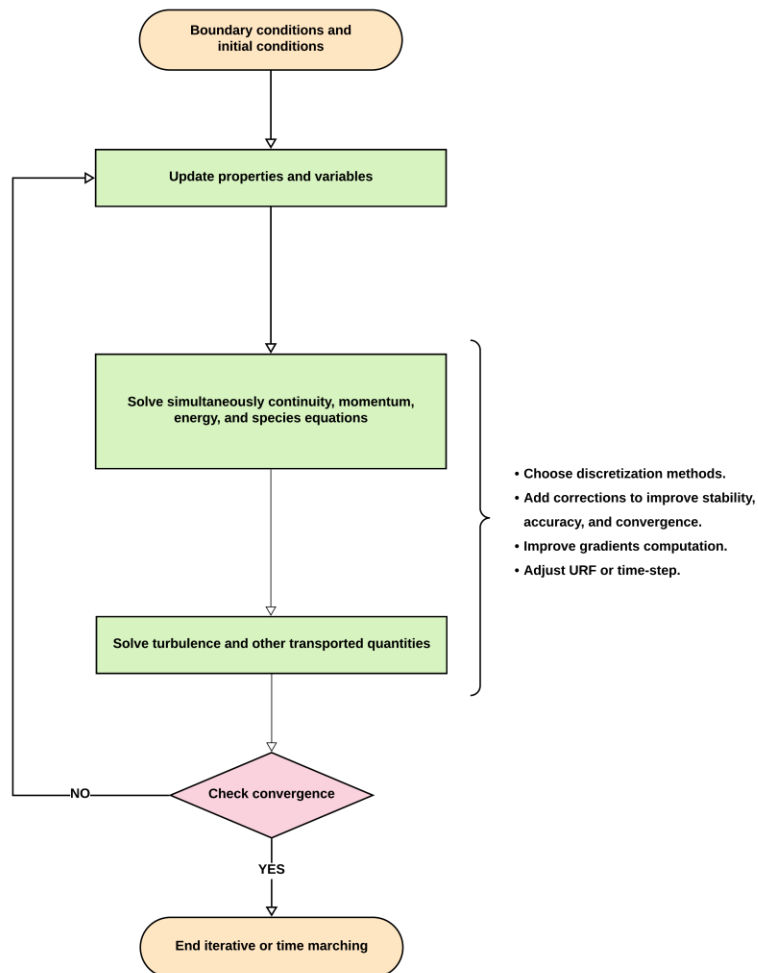 Boundary conditions and
initial conditions
Update properties and variables
Solve simultaneously continuity, momentum,
energy, and species equations
• Choose discretization methods.
• Add corrections to improve stability,
accuracy, and convergence.
• Improve gradients computation.
• Adjust URF or time-step.
Solve turbulence and other transported quantities
NO
Check convergence
YES
End iterative or time marching